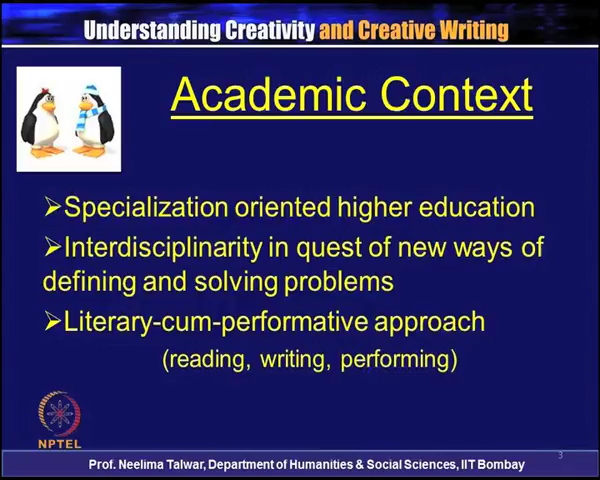 Understanding Creativity and Creative Writing
Academic Context
➢Specialization oriented higher education
➢Interdisciplinarity in quest of new ways of
defining and solving problems
➢Literary-cum-performative approach
(reading, writing, performing)
NPTEL
3
Prof. Neelima Talwar, Department of Humanities & Social Sciences, IIT Bombay